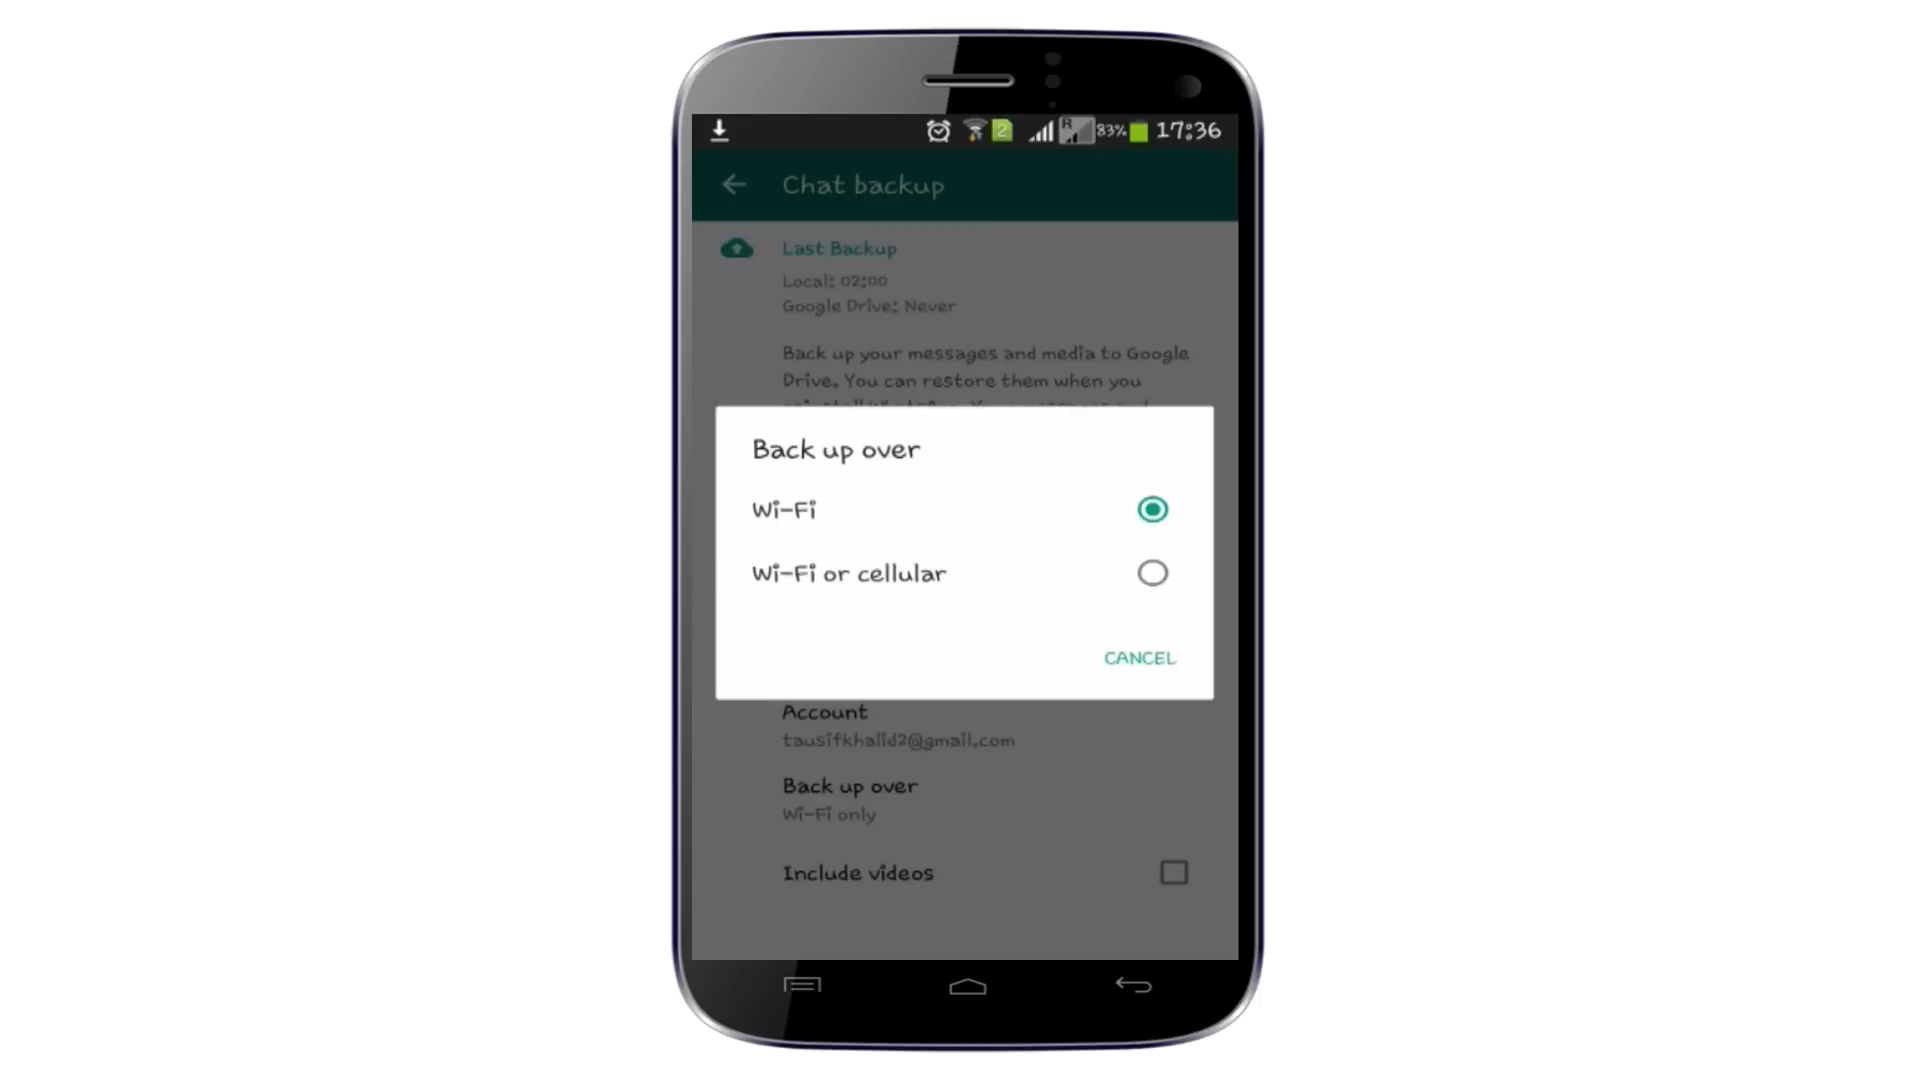 2 R 83% 17:36
Chat backup
Last Backup
Local: 02:00
Google Drive: Never
Back up your messages and media to Google
Drive. You can restore them when you
Back up over
Wi-Fi
Wi-Fi or cellular
CANCEL
Account
tausifkhalid2@gmail.com
Back up over
Wi-Fi only
Include videos